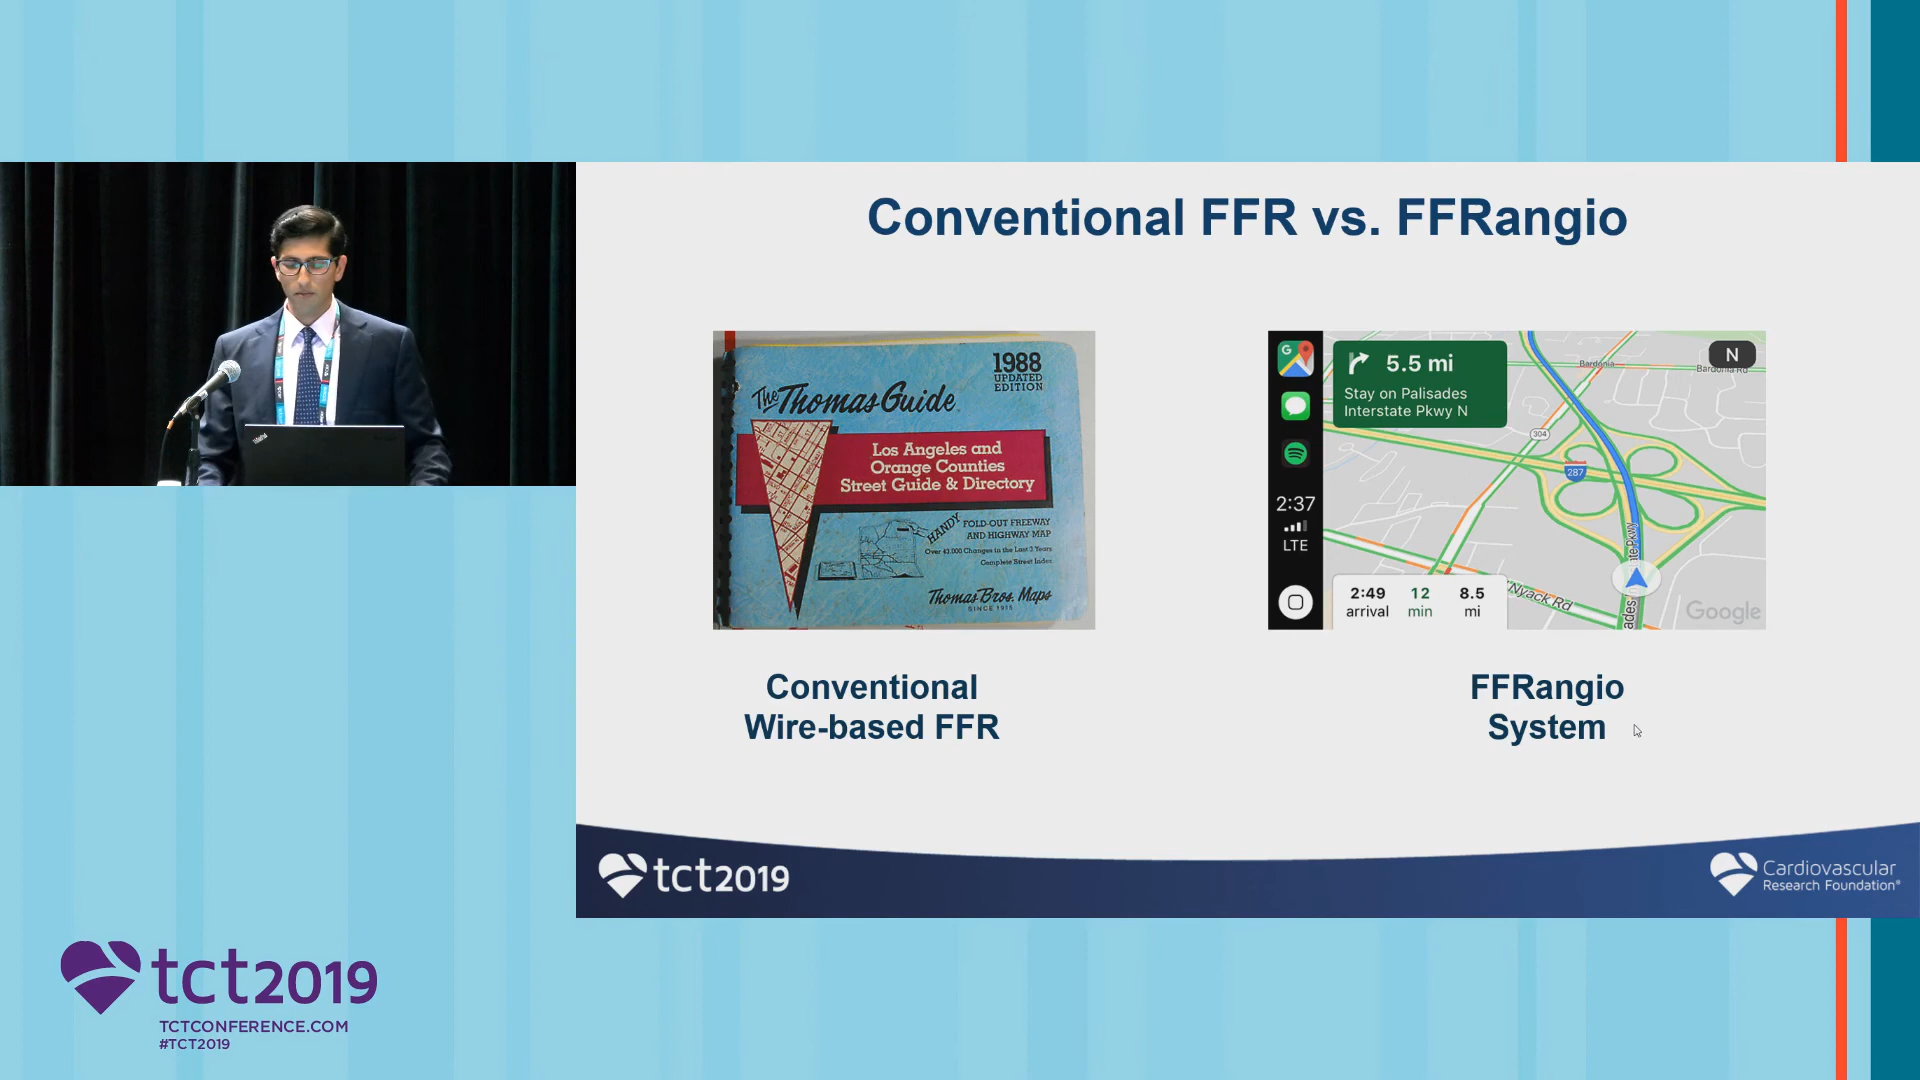 Conventional FFR vs. FFRangio
1988
UPDATED
EDITION
The Thomas Guide
Los Angeles and
Orange Counties
Street Guide & Directory
HANDY FOLD-OUT FREEWAY
AND HIGHWAY MAP
Over 43,000 Changes in the Last 2 Years
Complete Street Index
Thomas Bros. Maps
SINCE 1915
G
5.5 mi
Stay on Palisades
Interstate Pkwy N
N
Bardonia
Bardonia Rd
304
287
2:37
LTE
2:49 12 8.5
arrival min mi
Nyack Rd
Google
Conventional
Wire-based FFR
FFRangio
System
tct2019
Cardiovascular
Research Foundation®
tct2019
TCTCONFERENCE.COM
#TCT2019